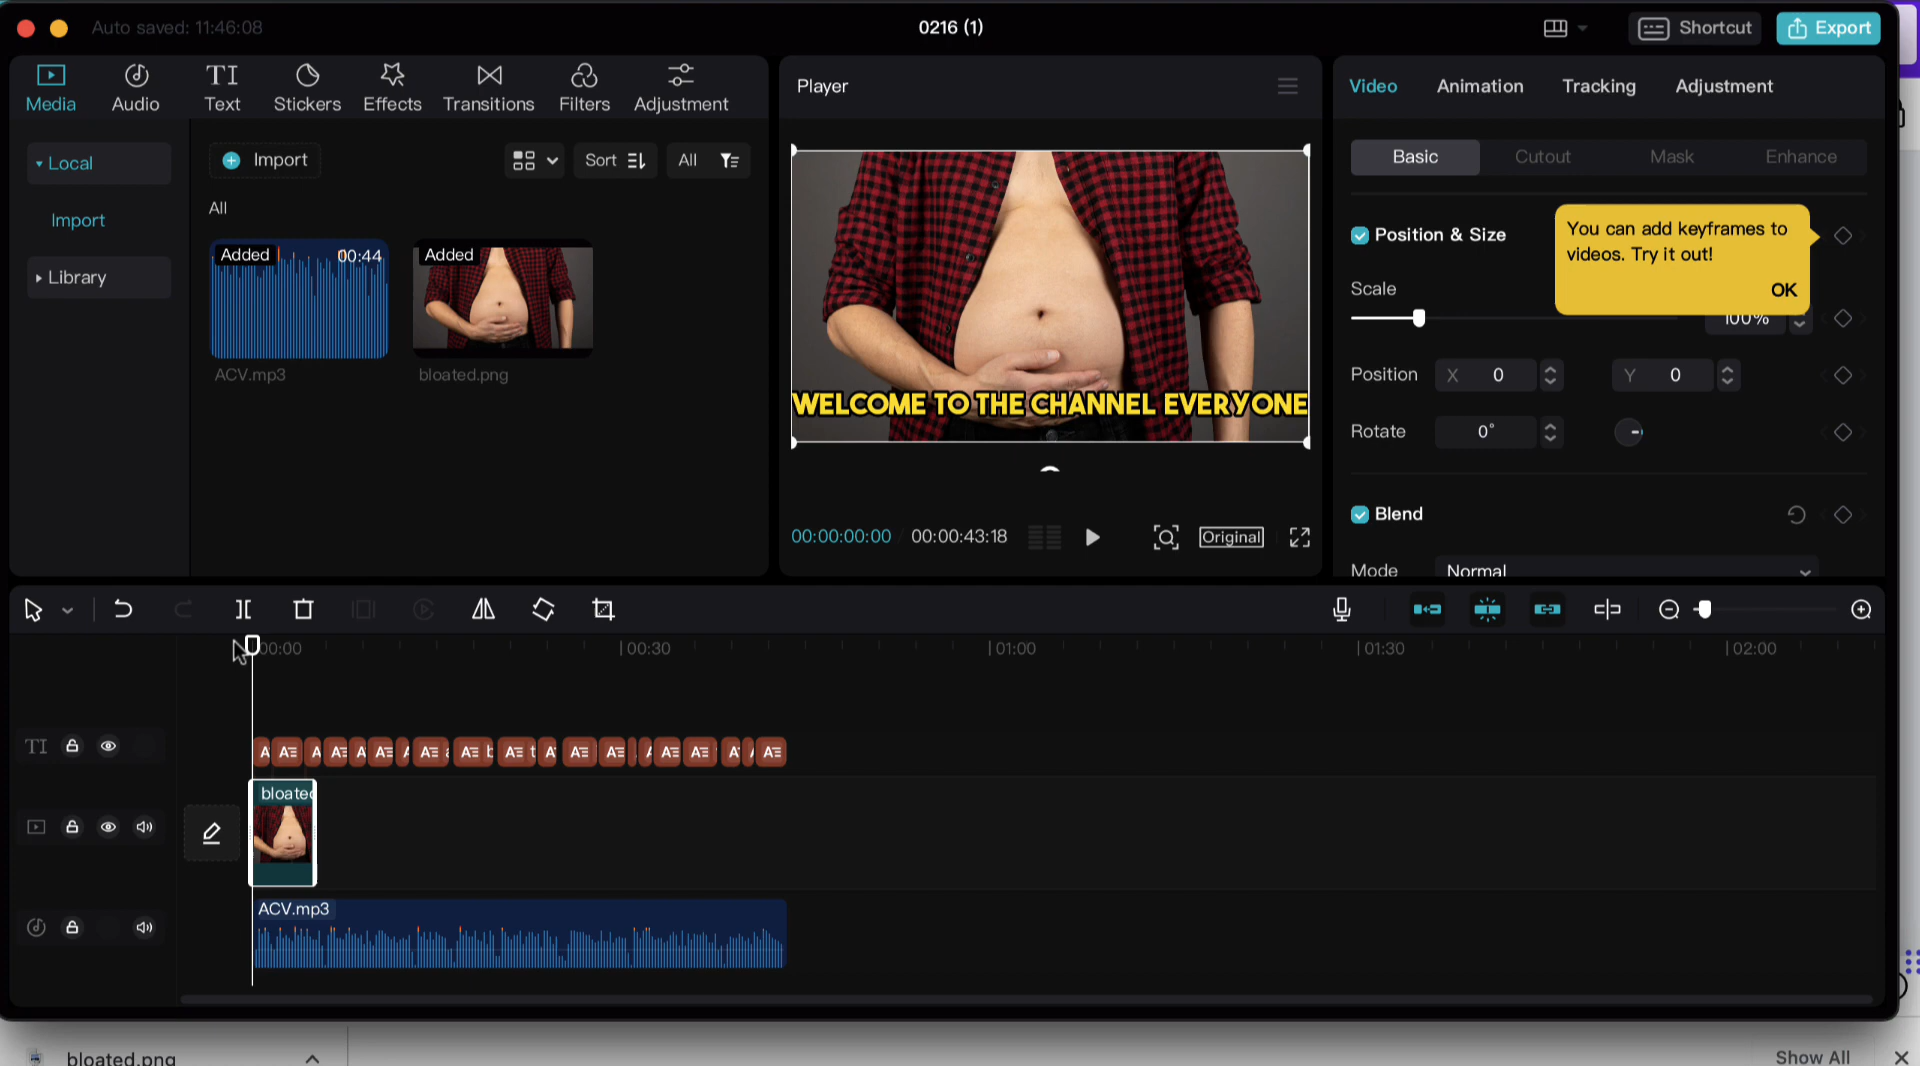 Auto saved: 11:46:08
0216 (1)
Shortcut
Export
Media
Audio
TI
Text
Stickers
Effects
Transitions
Filters
Adjustment
Local
Import
Library
Import
Sort
All
All
Added
00:44
ACV.mp3
Added
bloated.png
Player
WELCOME TO THE CHANNEL EVERYONE
00:00:00:00 / 00:00:43:18
Original
Video
Animation
Tracking
Adjustment
Basic
Cutout
Mask
Enhance
Position & Size
You can add keyframes to
videos. Try it out!
OK
Scale
100%
Position
X 0
Y 0
Rotate
0°
Blend
Mode
Normal
00:00
00:30
01:00
01:30
02:00
TI
A A A A A A A A A A b A t A A A A A A A A
bloated
ACV.mp3
bloated.png
Show All